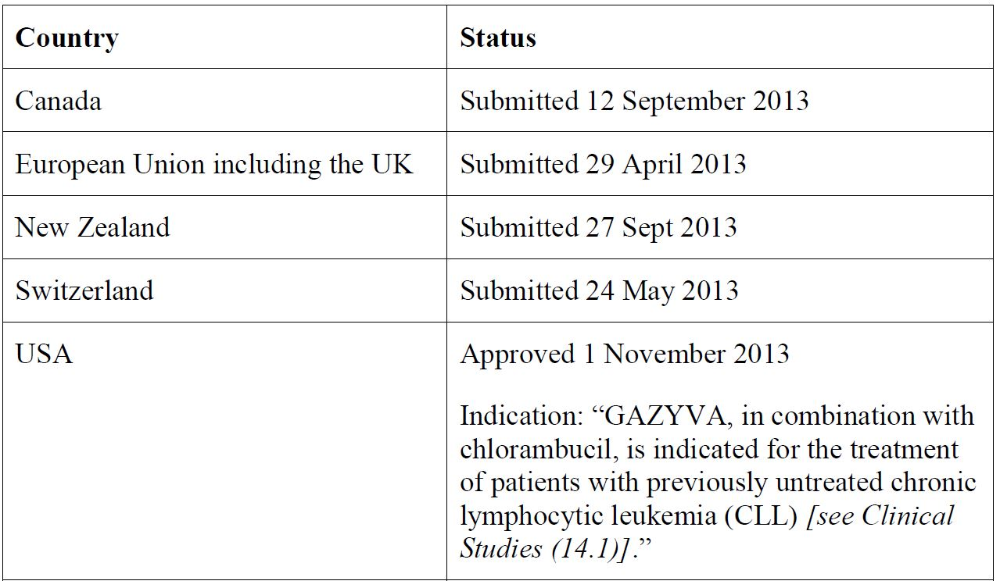 Country
Status
Canada
Submitted 12 September 2013
European Union including the UK
Submitted 29 April 2013
New Zealand
Submitted 27 Sept 2013
Switzerland
Submitted 24 May 2013
USA
Approved 1 November 2013
Indication: “GAZYVA, in combination with
chlorambucil, is indicated for the treatment
of patients with previously untreated chronic
lymphocytic leukemia (CLL) [see Clinical
Studies (14.1)].”